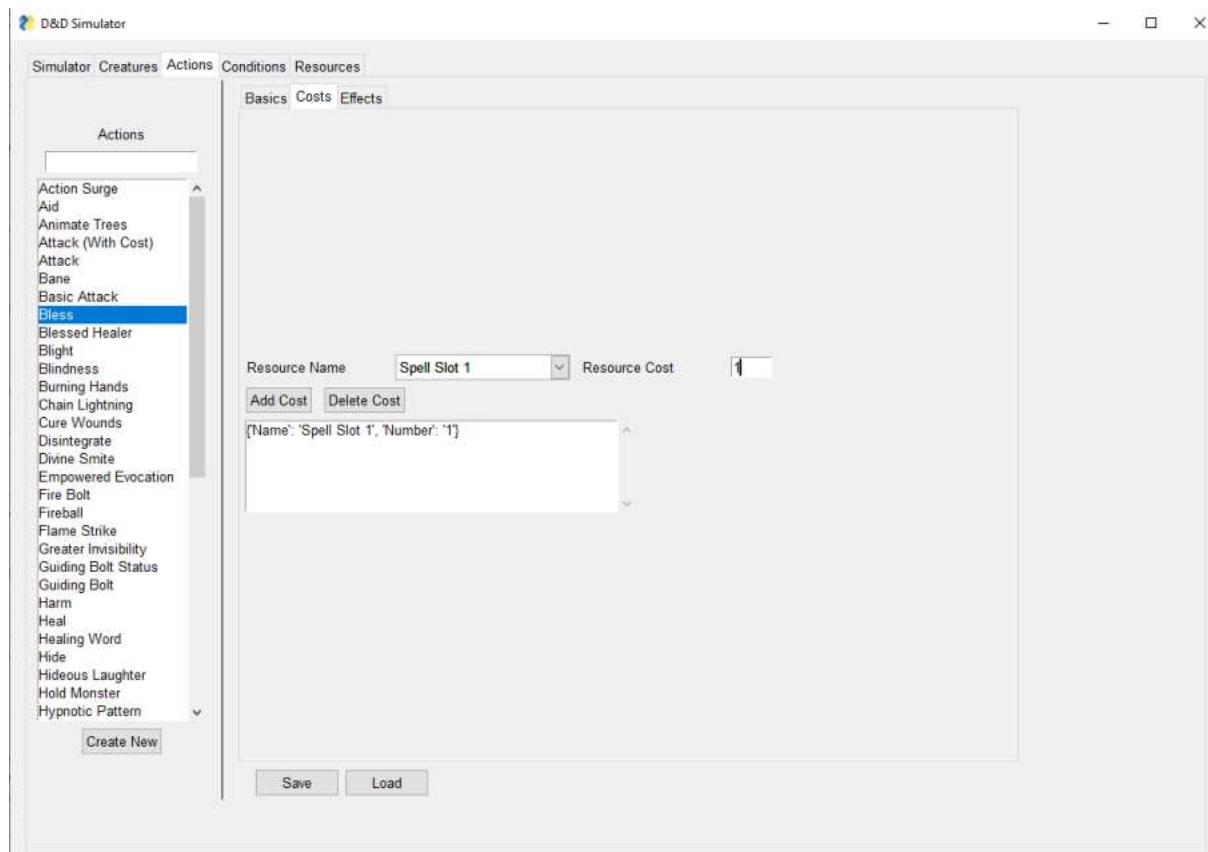 D&D Simulator
Simulator Creatures Actions Conditions Resources
Basics Costs Effects
Actions
Action Surge
Aid
Animate Trees
Attack (With Cost)
Attack
Bane
Basic Attack
Bless
Blessed Healer
Blight
Blindness
Burning Hands
Chain Lightning
Cure Wounds
Disintegrate
Divine Smite
Empowered Evocation
Fire Bolt
Fireball
Flame Strike
Greater Invisibility
Guiding Bolt Status
Guiding Bolt
Harm
Heal
Healing Word
Hide
Hideous Laughter
Hold Monster
Hypnotic Pattern
Create New
Resource Name Spell Slot 1 Resource Cost 1
Add Cost Delete Cost
{'Name': 'Spell Slot 1', 'Number': '1'}
Save Load